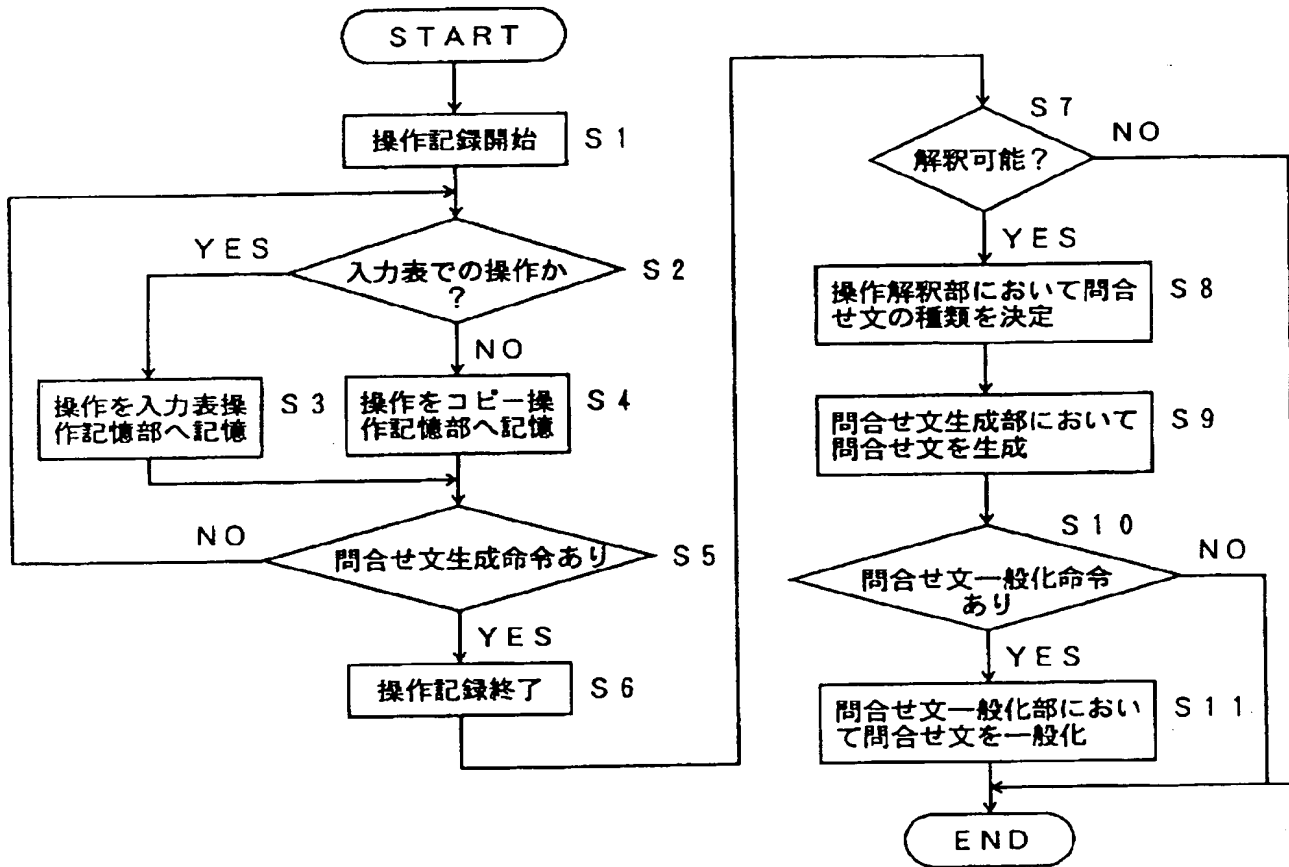 START
操作記録開始
S1
YES
入力表での操作か
?
S2
NO
操作を入力表操
作記憶部へ記憶
S3
操作をコピー操
作記憶部へ記憶
S4
NO
問合せ文生成命令あり
S5
YES
操作記録終了
S6
S7
解釈可能?
NO
YES
操作解釈部において問合
せ文の種類を決定
S8
問合せ文生成部において
問合せ文を生成
S9
S10
問合せ文一般化命令
あり
NO
YES
問合せ文一般化部におい
て問合せ文を一般化
S11
END